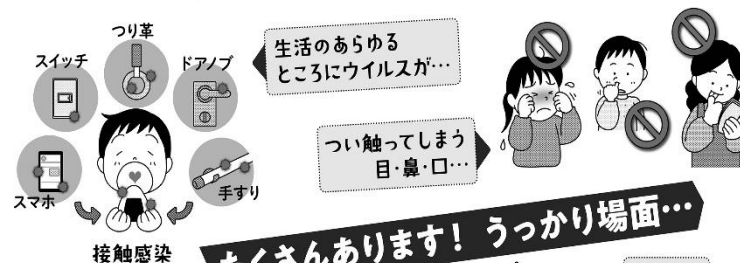 つり革
スイッチ
ドアノブ
スマホ
手すり
接触感染
生活のあらゆる
ところにウイルスが…
つい触ってしまう
目・鼻・口…
たくさんあります! うっかり場面…